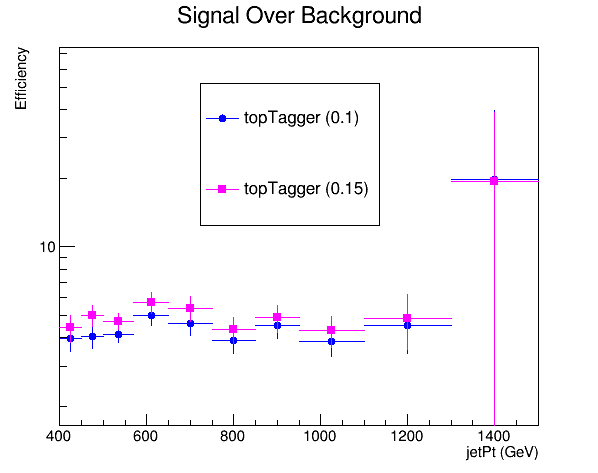 Signal Over Background
Efficiency
topTagger (0.1)
topTagger (0.15)
10
400 600 800 1000 1200 1400
jetPt (GeV)